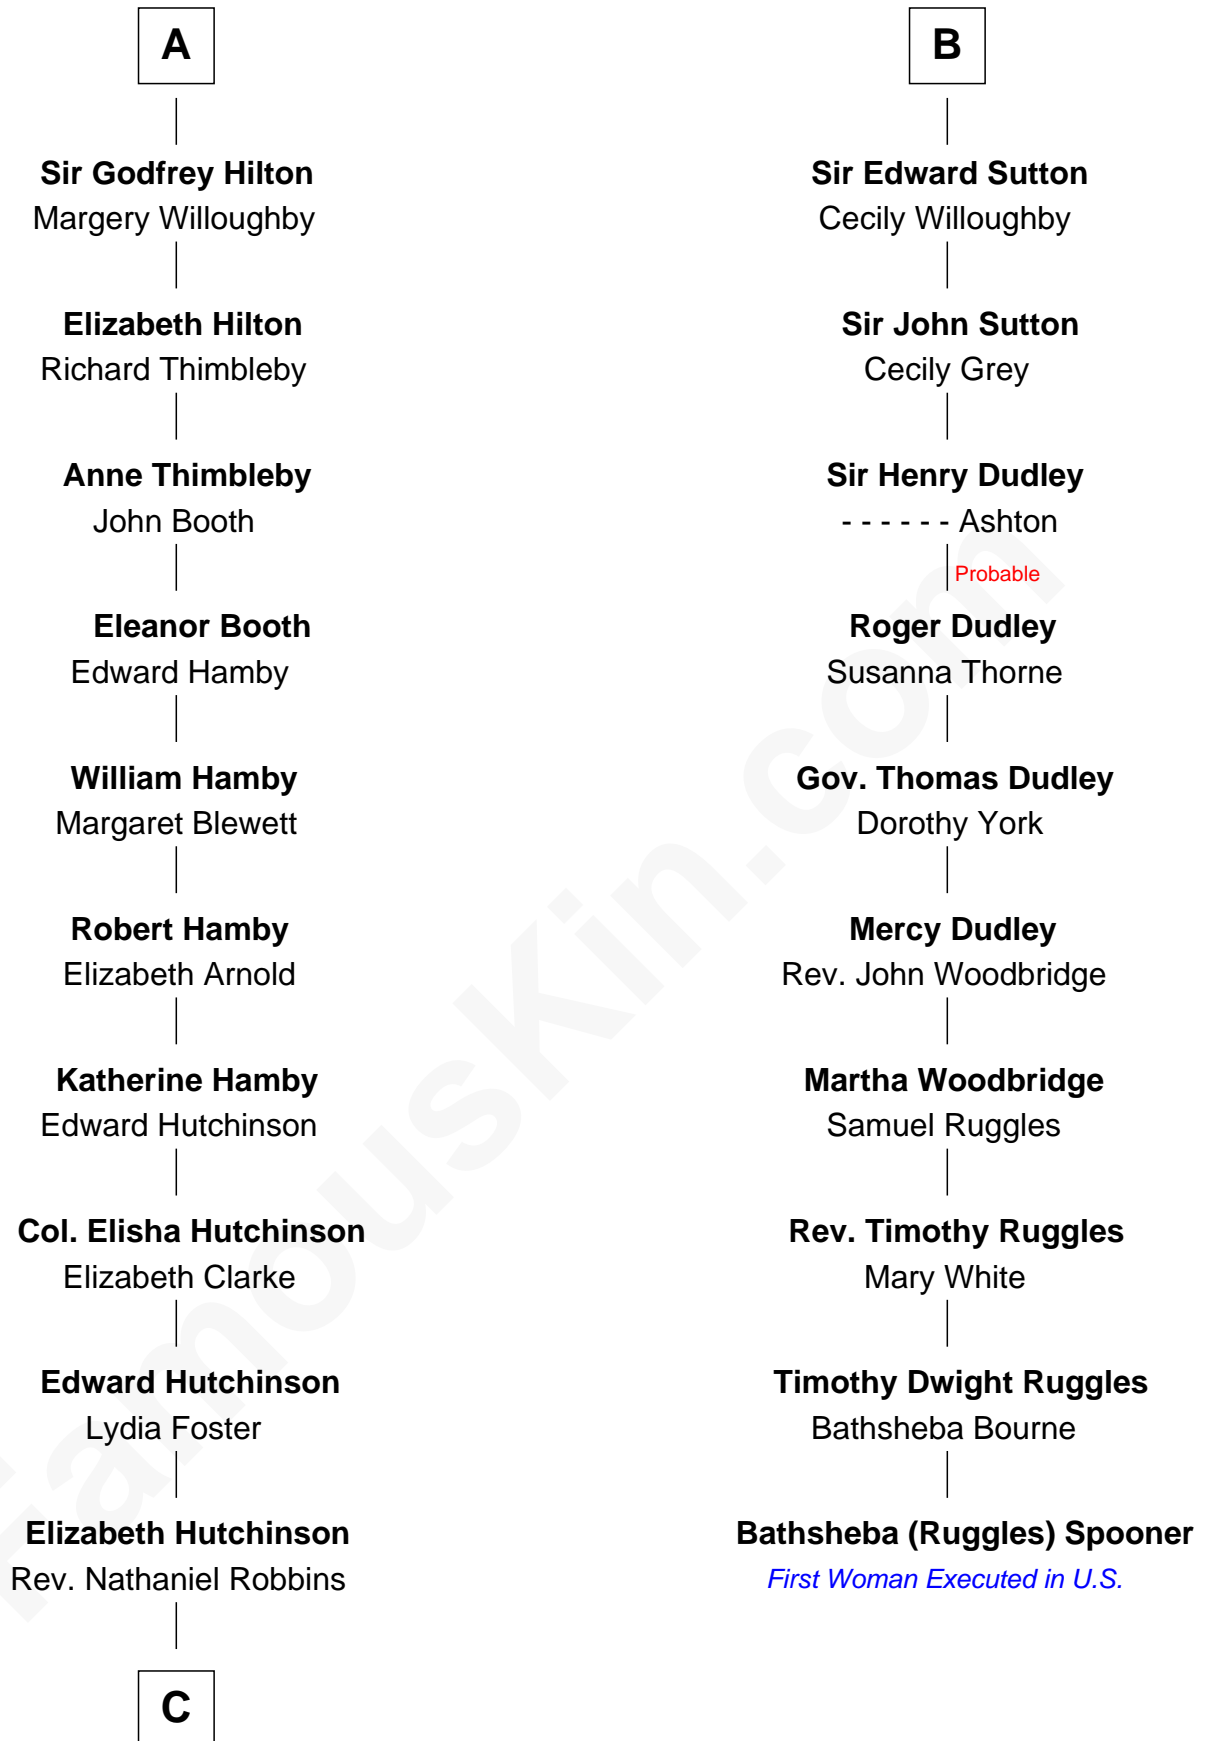 A
Sir Godfrey Hilton
Margery Willoughby
Elizabeth Hilton
Richard Thimbleby
Anne Thimbleby
John Booth
Eleanor Booth
Edward Hamby
William Hamby
Margaret Blewett
Robert Hamby
Elizabeth Arnold
Katherine Hamby
Edward Hutchinson
Col. Elisha Hutchinson
Elizabeth Clarke
Edward Hutchinson
Lydia Foster
Elizabeth Hutchinson
Rev. Nathaniel Robbins
C
B
Sir Edward Sutton
Cecily Willoughby
Sir John Sutton
Cecily Grey
Sir Henry Dudley
- - - - - - Ashton
Probable
Roger Dudley
Susanna Thorne
Gov. Thomas Dudley
Dorothy York
Mercy Dudley
Rev. John Woodbridge
Martha Woodbridge
Samuel Ruggles
Rev. Timothy Ruggles
Mary White
Timothy Dwight Ruggles
Bathsheba Bourne
Bathsheba (Ruggles) Spooner
First Woman Executed in U.S.
FamousKin.com